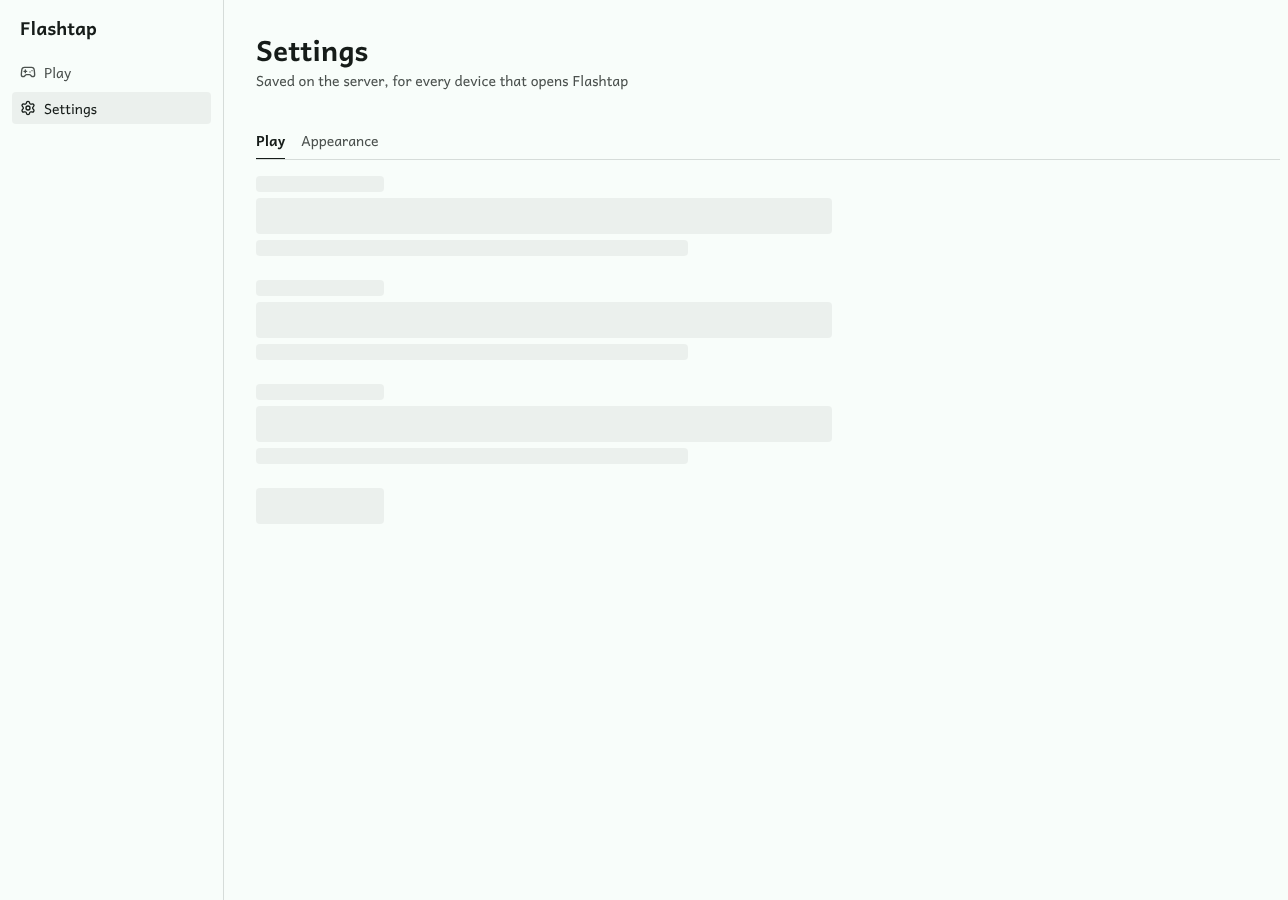 Flashtap
Play
Settings
Settings
Saved on the server, for every device that opens Flashtap
Play
Appearance